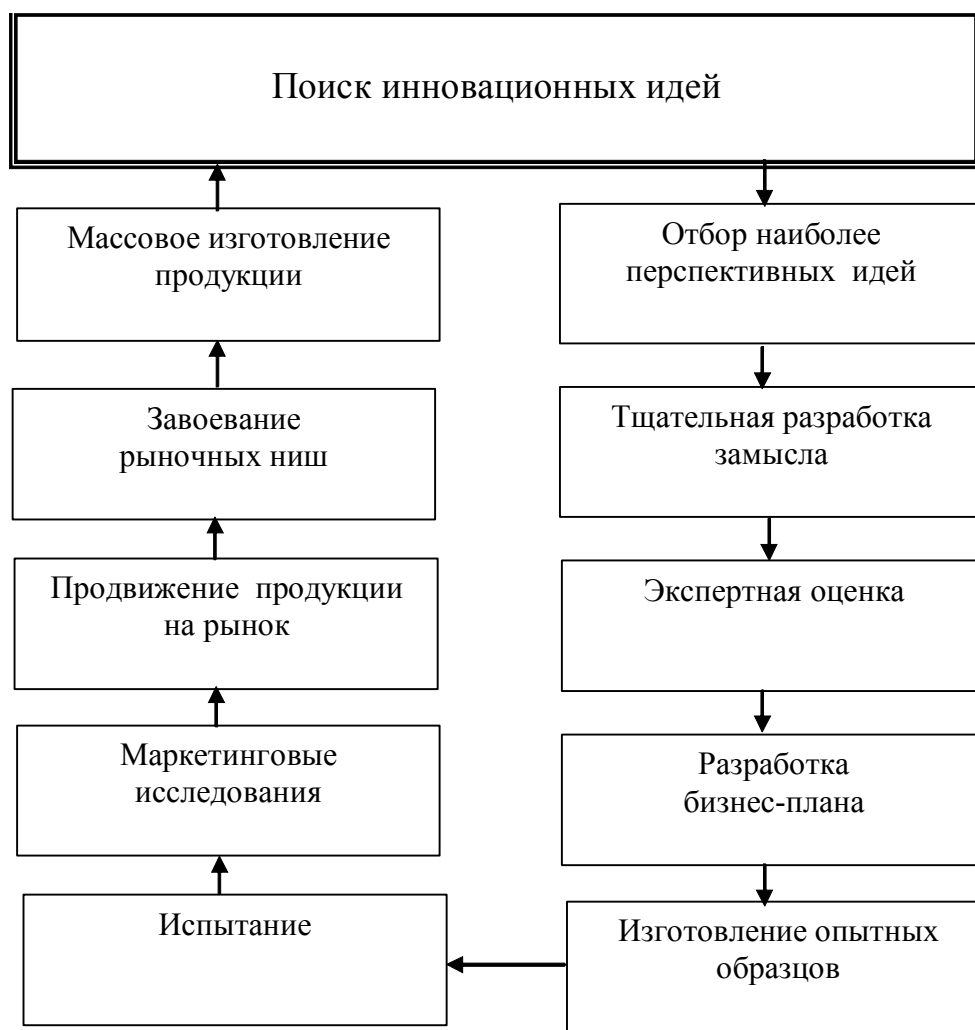 Поиск инновационных идей
Отбор наиболее
перспективных идей
Тщательная разработка
замысла
Экспертная оценка
Разработка
бизнес-плана
Изготовление опытных
образцов
Испытание
Маркетинговые
исследования
Продвижение продукции
на рынок
Завоевание
рыночных ниш
Массовое изготовление
продукции